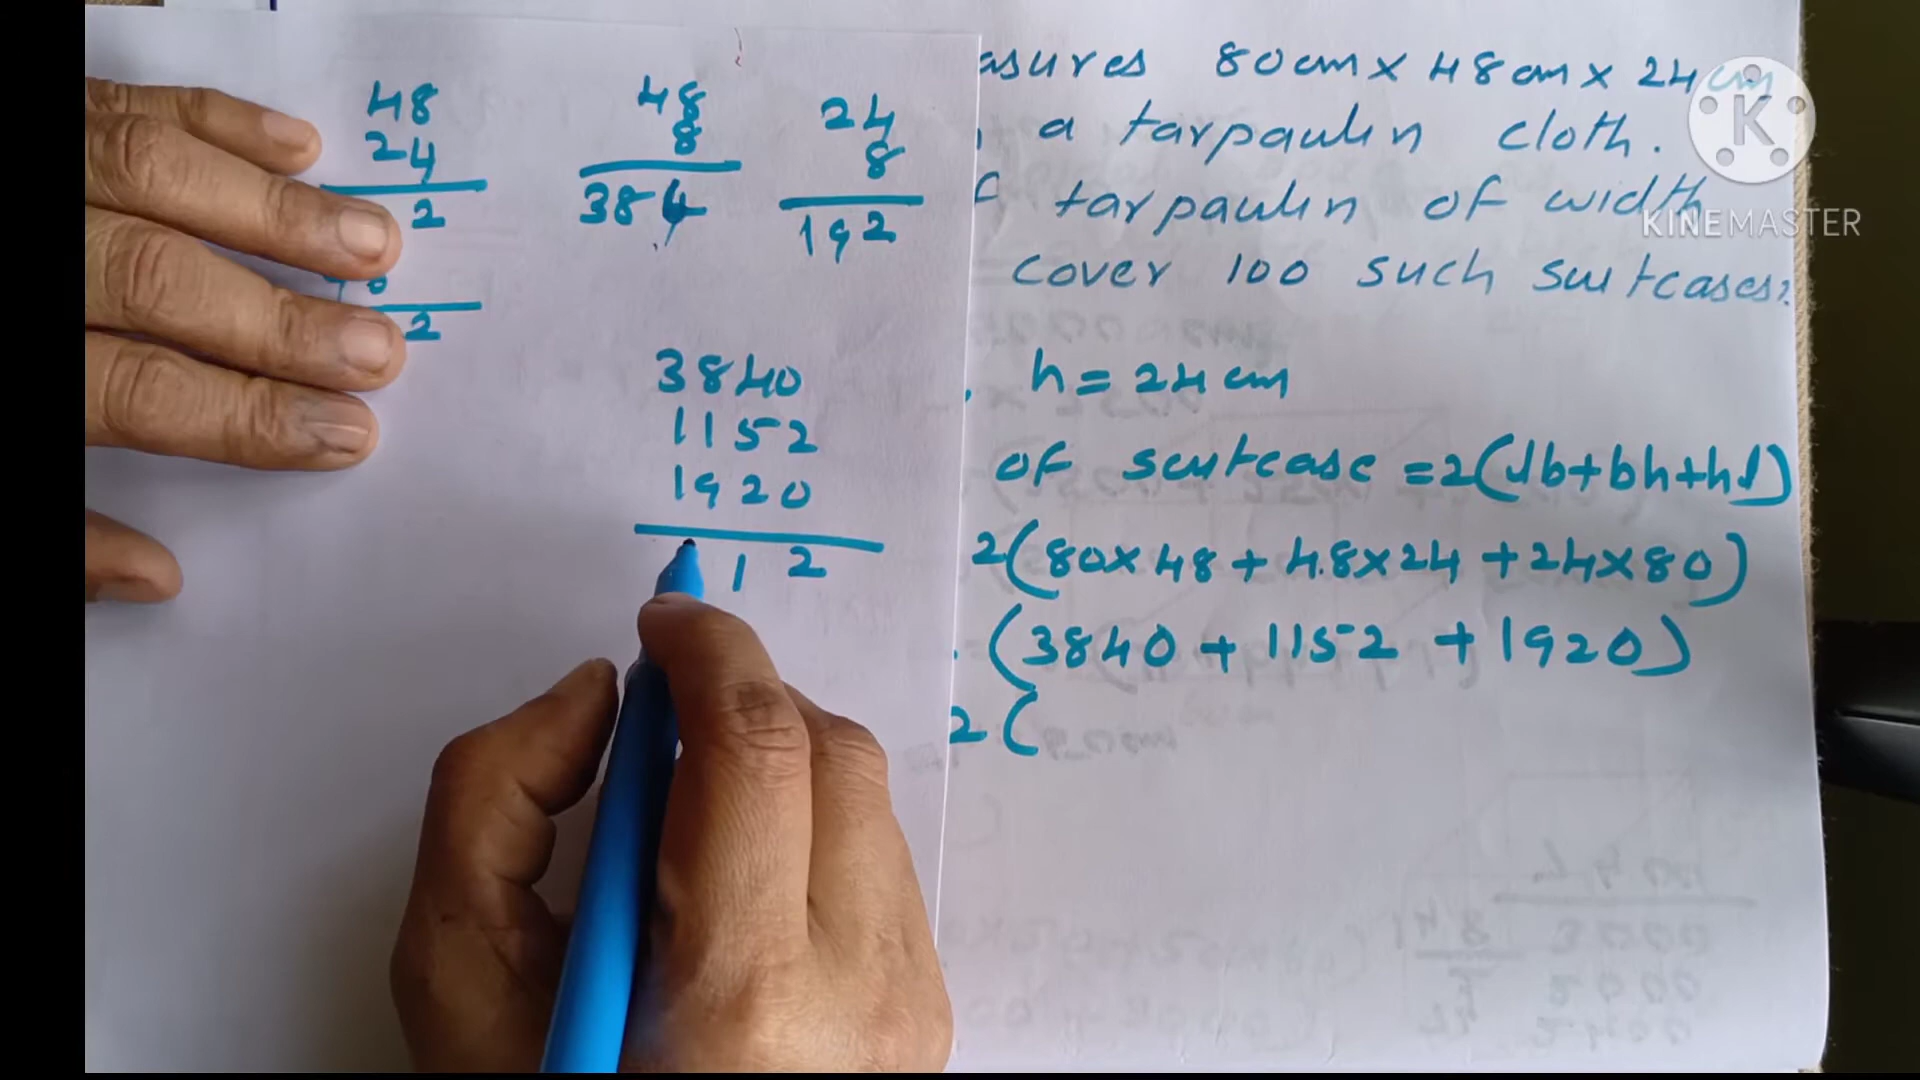 asures 80cm x 48cm x 24cm
a tarpaulin cloth.
f tarpaulin of width
cover 100 such suitcases?
K
KINEMASTER
48
24
2
2
48
8
384
24
8
192
3840
1152
1920
12
h = 24 cm
of suitcase = 2(lb+bh+hl)
2(80x48 + 48x24 + 24x80)
(3840 + 1152 + 1920)
2(